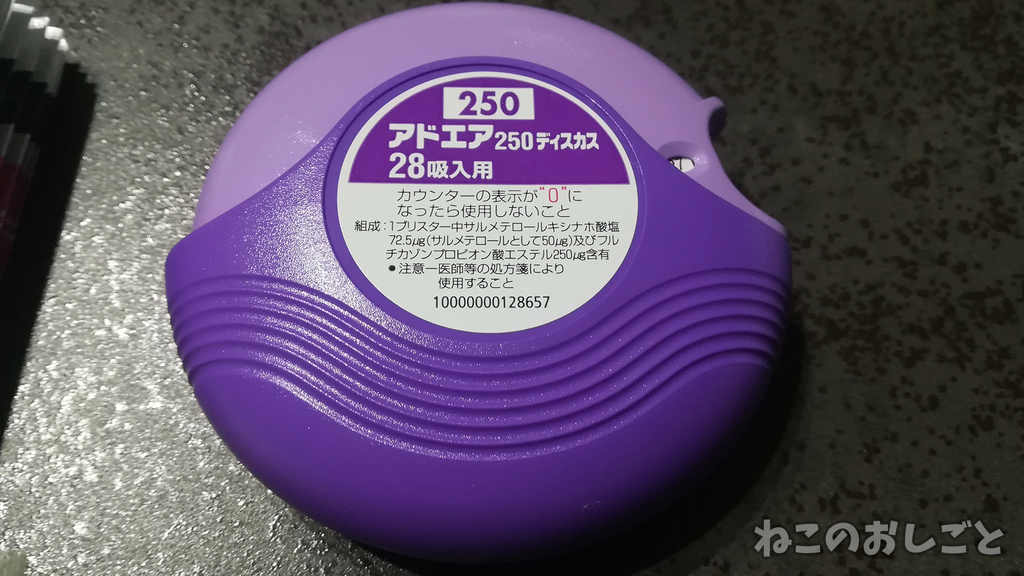 250
アドエア250ディスカス
28吸入用
カウンターの表示が"0"に
なったら使用しないこと
組成:1ブリスター中サルメテロールキシナホ酸塩
72.5μg(サルメテロールとして50μg)及びフル
チカゾンプロピオン酸エステル250μg含有
●注意ー医師等の処方箋により
使用すること
10000000128657
ねこのおしごと